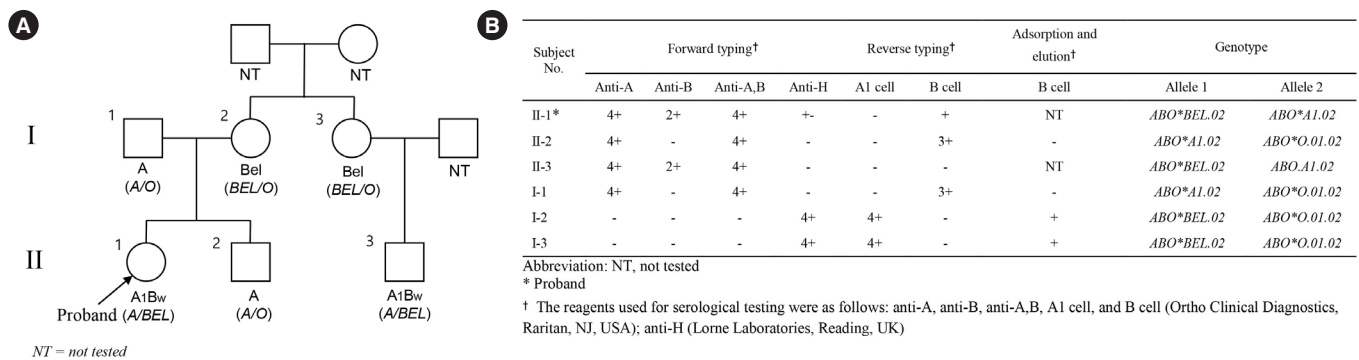 A
NT
NT
1
2
3
I
A
(A/O)
Bel
(BEL/O)
Bel
(BEL/O)
NT
1
2
3
II
Proband
A1Bw
(A/BEL)
A
(A/O)
A1Bw
(A/BEL)
NT = not tested
B
Subject No. Forward typing† Reverse typing† Adsorption and elution† Genotype
Anti-A Anti-B Anti-A,B Anti-H A1 cell B cell B cell Allele 1 Allele 2
II-1* 4+ 2+ 4+ +- - + NT ABO*BEL.02 ABO*A1.02
II-2 4+ - 4+ - - 3+ - ABO*A1.02 ABO*O.01.02
II-3 4+ 2+ 4+ - - - NT ABO*BEL.02 ABO.A1.02
I-1 4+ - 4+ - - 3+ - ABO*A1.02 ABO*O.01.02
I-2 - - - 4+ 4+ - + ABO*BEL.02 ABO*O.01.02
I-3 - - - 4+ 4+ - + ABO*BEL.02 ABO*O.01.02
Abbreviation: NT, not tested
* Proband
† The reagents used for serological testing were as follows: anti-A, anti-B, anti-A,B, A1 cell, and B cell (Ortho Clinical Diagnostics,
Raritan, NJ, USA); anti-H (Lorne Laboratories, Reading, UK)